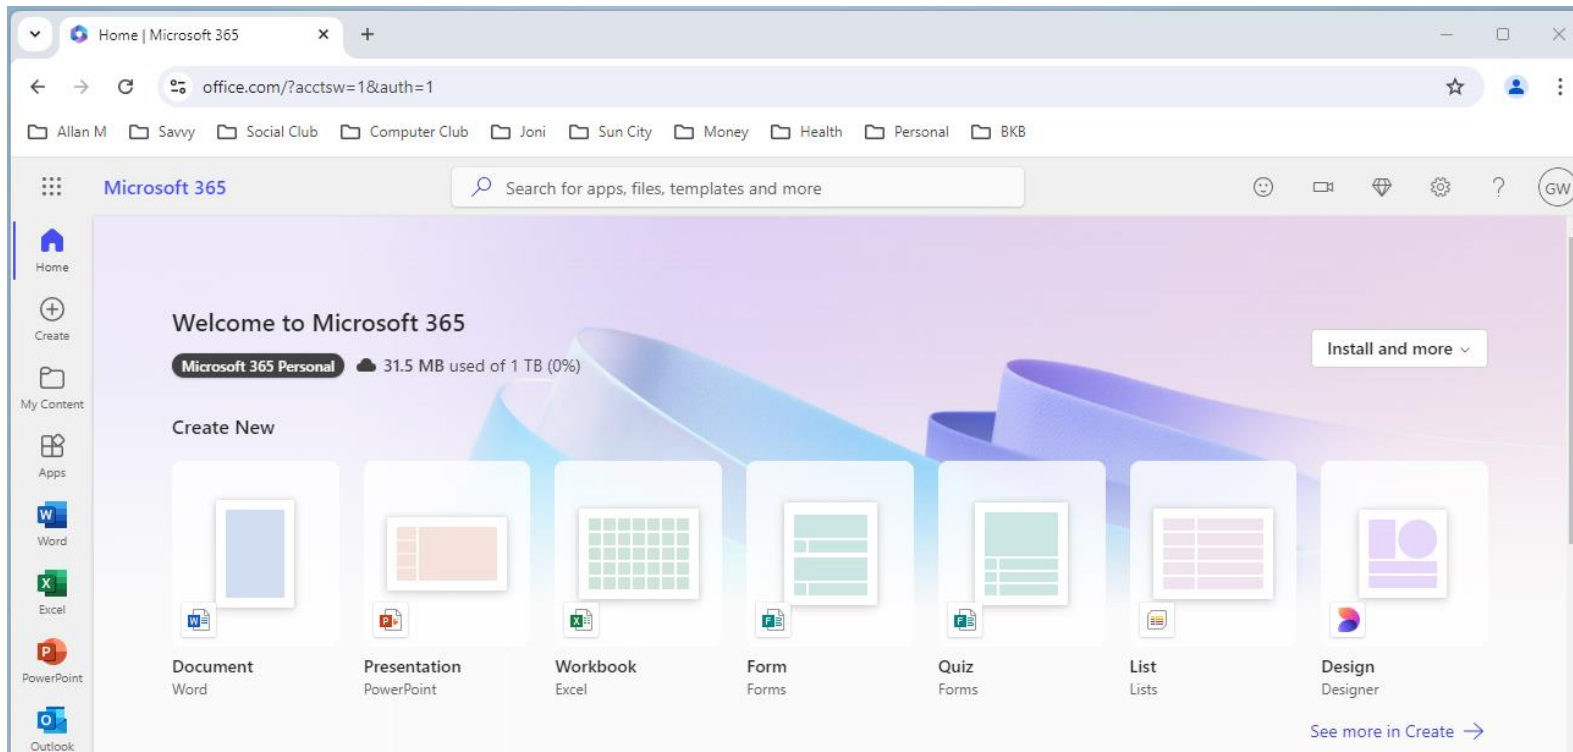 Home | Microsoft 365
office.com/?acctsw=1&auth=1
Allan M Savvy Social Club Computer Club Joni Sun City Money Health Personal BKB
Microsoft 365
Search for apps, files, templates and more
?
GW
Home
Create
My Content
Apps
W
Word
X
Excel
P
PowerPoint
O
Outlook
Welcome to Microsoft 365
Microsoft 365 Personal 31.5 MB used of 1 TB (0%)
Install and more
Create New
W
P
X
F
F
Document Presentation Workbook Form Quiz List Design
Word PowerPoint Excel Forms Forms Lists Designer
See more in Create